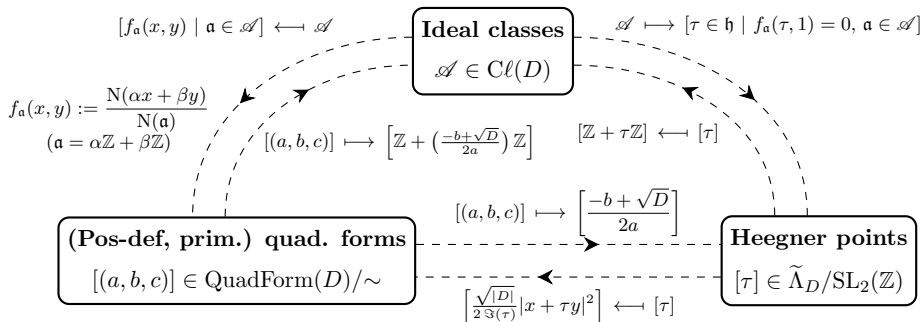 [f_𝔞(x, y) | 𝔞 ∈ 𝒜] ⟻ 𝒜
Ideal classes
𝒜 ∈ Cℓ(D)
𝒜 ⟼ [τ ∈ 𝔥 | f_𝔞(τ, 1) = 0, 𝔞 ∈ 𝒜]
f_𝔞(x, y) := N(αx + βy) / N(𝔞)
(𝔞 = αℤ + βℤ)
[(a, b, c)] ⟼ [ℤ + ((-b+√D)/(2a)) ℤ]
[ℤ + τℤ] ⟻ [τ]
(Pos-def, prim.) quad. forms
[(a, b, c)] ∈ QuadForm(D)/∼
[(a, b, c)] ⟼ [(-b + √D)/(2a)]
Heegner points
[τ] ∈ Λ̃_D/SL₂(ℤ)
[(√|D|)/(2 ℑ(τ)) |x + τy|²] ⟻ [τ]